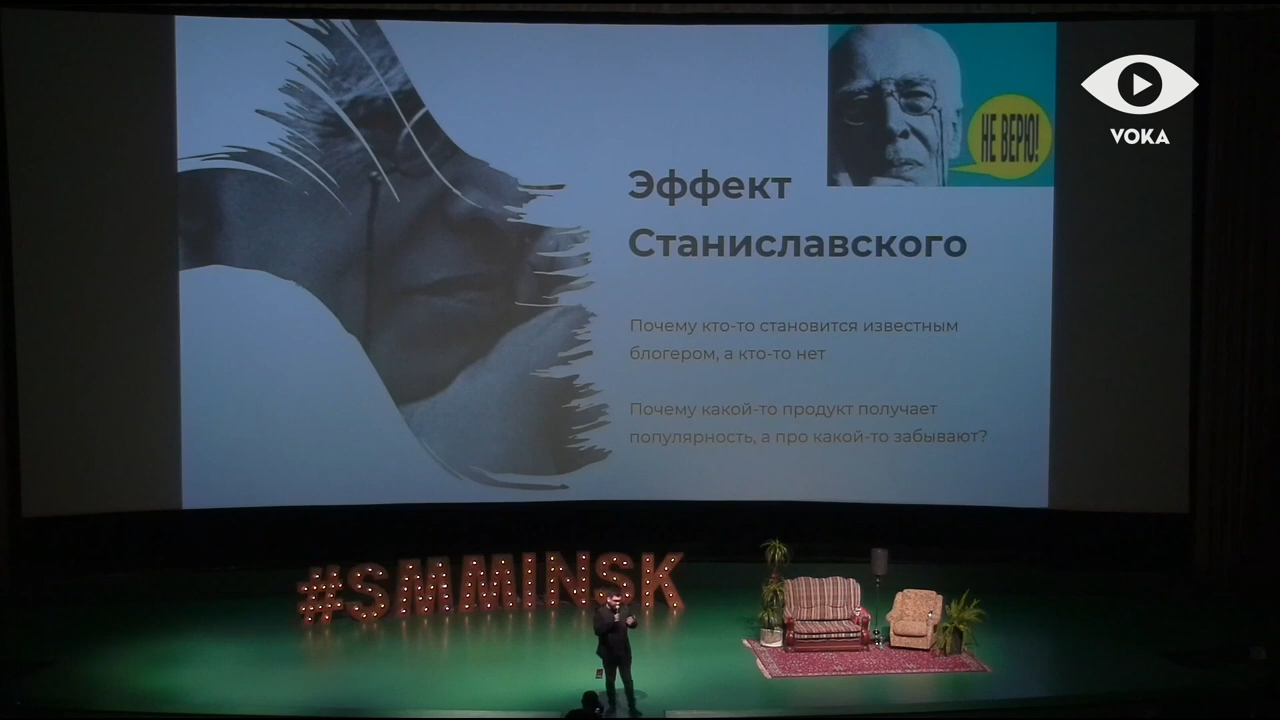 VOKA
НЕ ВЕРЮ!
Эффект
Станиславского
Почему кто-то становится известным
блогером, а кто-то нет
Почему какой-то продукт получает
популярность, а про какой-то забывают?
#SMMINSK